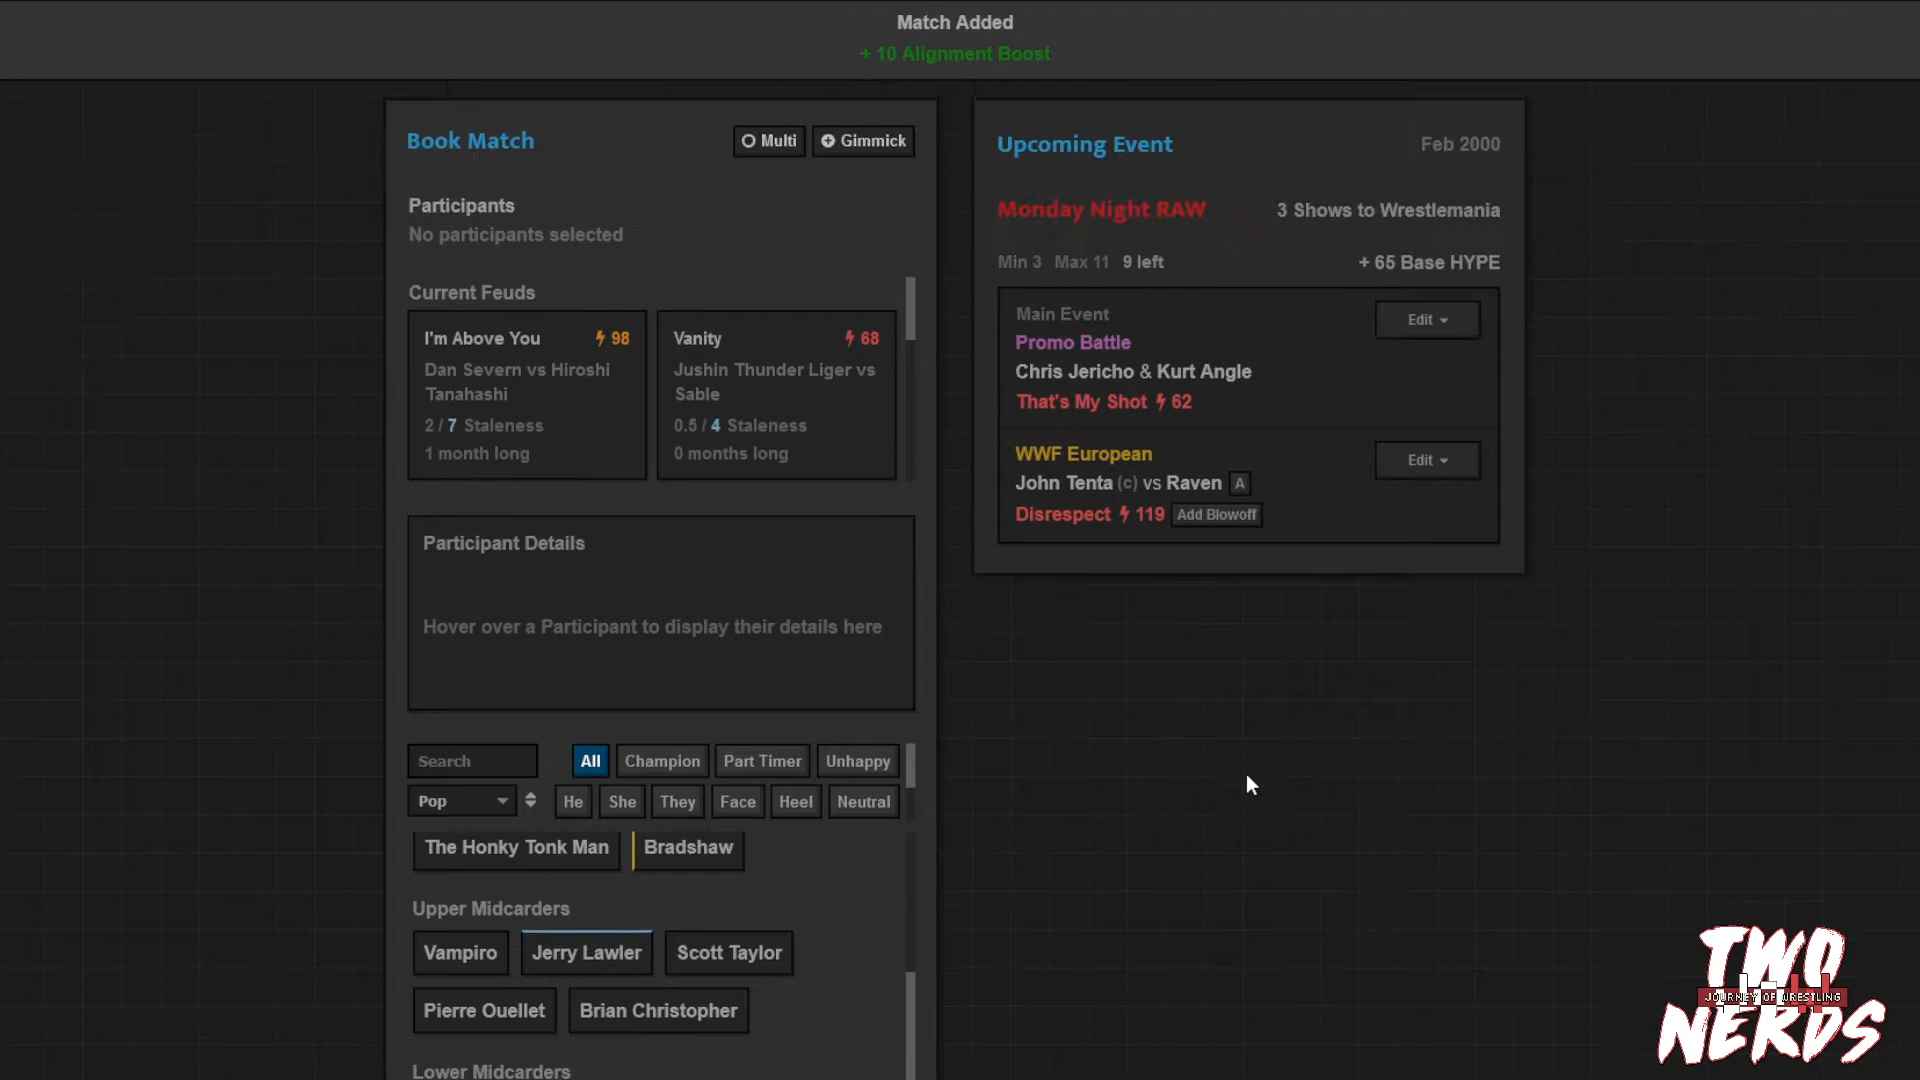 Match Added
+ 10 Alignment Boost
Book Match
Multi
Gimmick
Participants
No participants selected
Current Feuds
I'm Above You
98
Dan Severn vs Hiroshi
Tanahashi
2 / 7 Staleness
1 month long
Vanity
68
Jushin Thunder Liger vs
Sable
0.5 / 4 Staleness
0 months long
Participant Details
Hover over a Participant to display their details here
Search
All
Champion
Part Timer
Unhappy
Pop
He
She
They
Face
Heel
Neutral
The Honky Tonk Man
Bradshaw
Upper Midcarders
Vampiro
Jerry Lawler
Scott Taylor
Pierre Ouellet
Brian Christopher
Lower Midcarders
Upcoming Event
Feb 2000
Monday Night RAW
3 Shows to Wrestlemania
Min 3 Max 11 9 left
+ 65 Base HYPE
Main Event
Edit
Promo Battle
Chris Jericho & Kurt Angle
That's My Shot 62
WWF European
Edit
John Tenta (c) vs Raven A
Disrespect 119 Add Blowoff
TWO
JOURNEY OF WRESTLING
NERDS